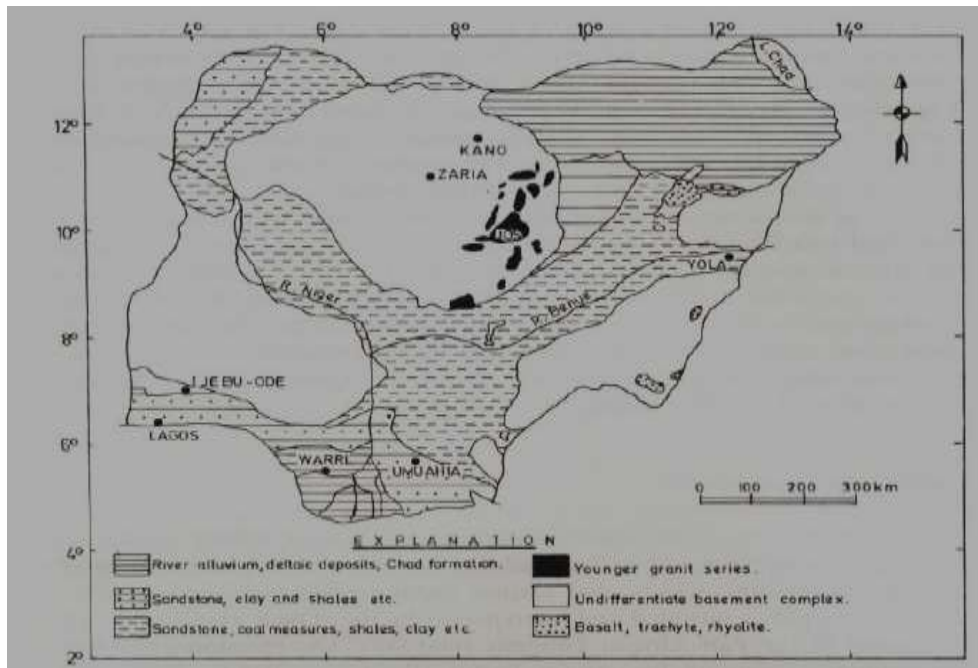 4° 6° 8° 10° 12° 14°
L. Chad
12°
KANO
ZARIA
10°
JOS
YOLA
R. Niger
R. Benue
8°
IJEBU-ODE
LAGOS
6°
WARRI
UMUAHIA
0 100 200 300km
4°
EXPLANATION
River alluvium, deltaic deposits, Chad formation.
Younger granit series.
Sandstone, clay and shales etc.
Undifferentiate basement complex.
Sandstone, coal measures, shales, clay etc.
Basalt, trachyte, rhyolite.
2°